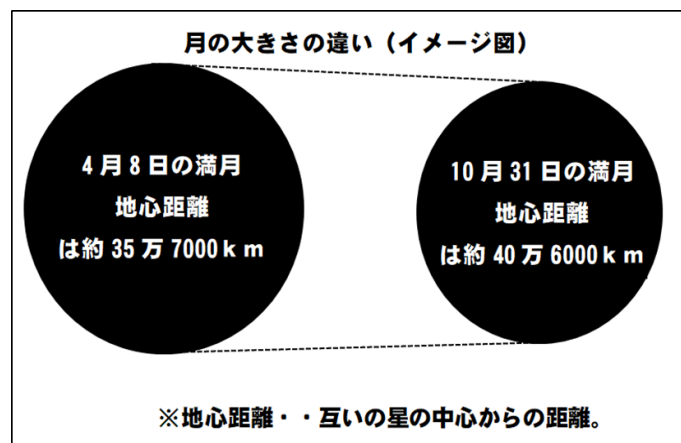 月の大きさの違い（イメージ図）
4月8日の満月
地心距離
は約35万7000ｋｍ
10月31日の満月
地心距離
は約40万6000ｋｍ
※地心距離・・互いの星の中心からの距離。